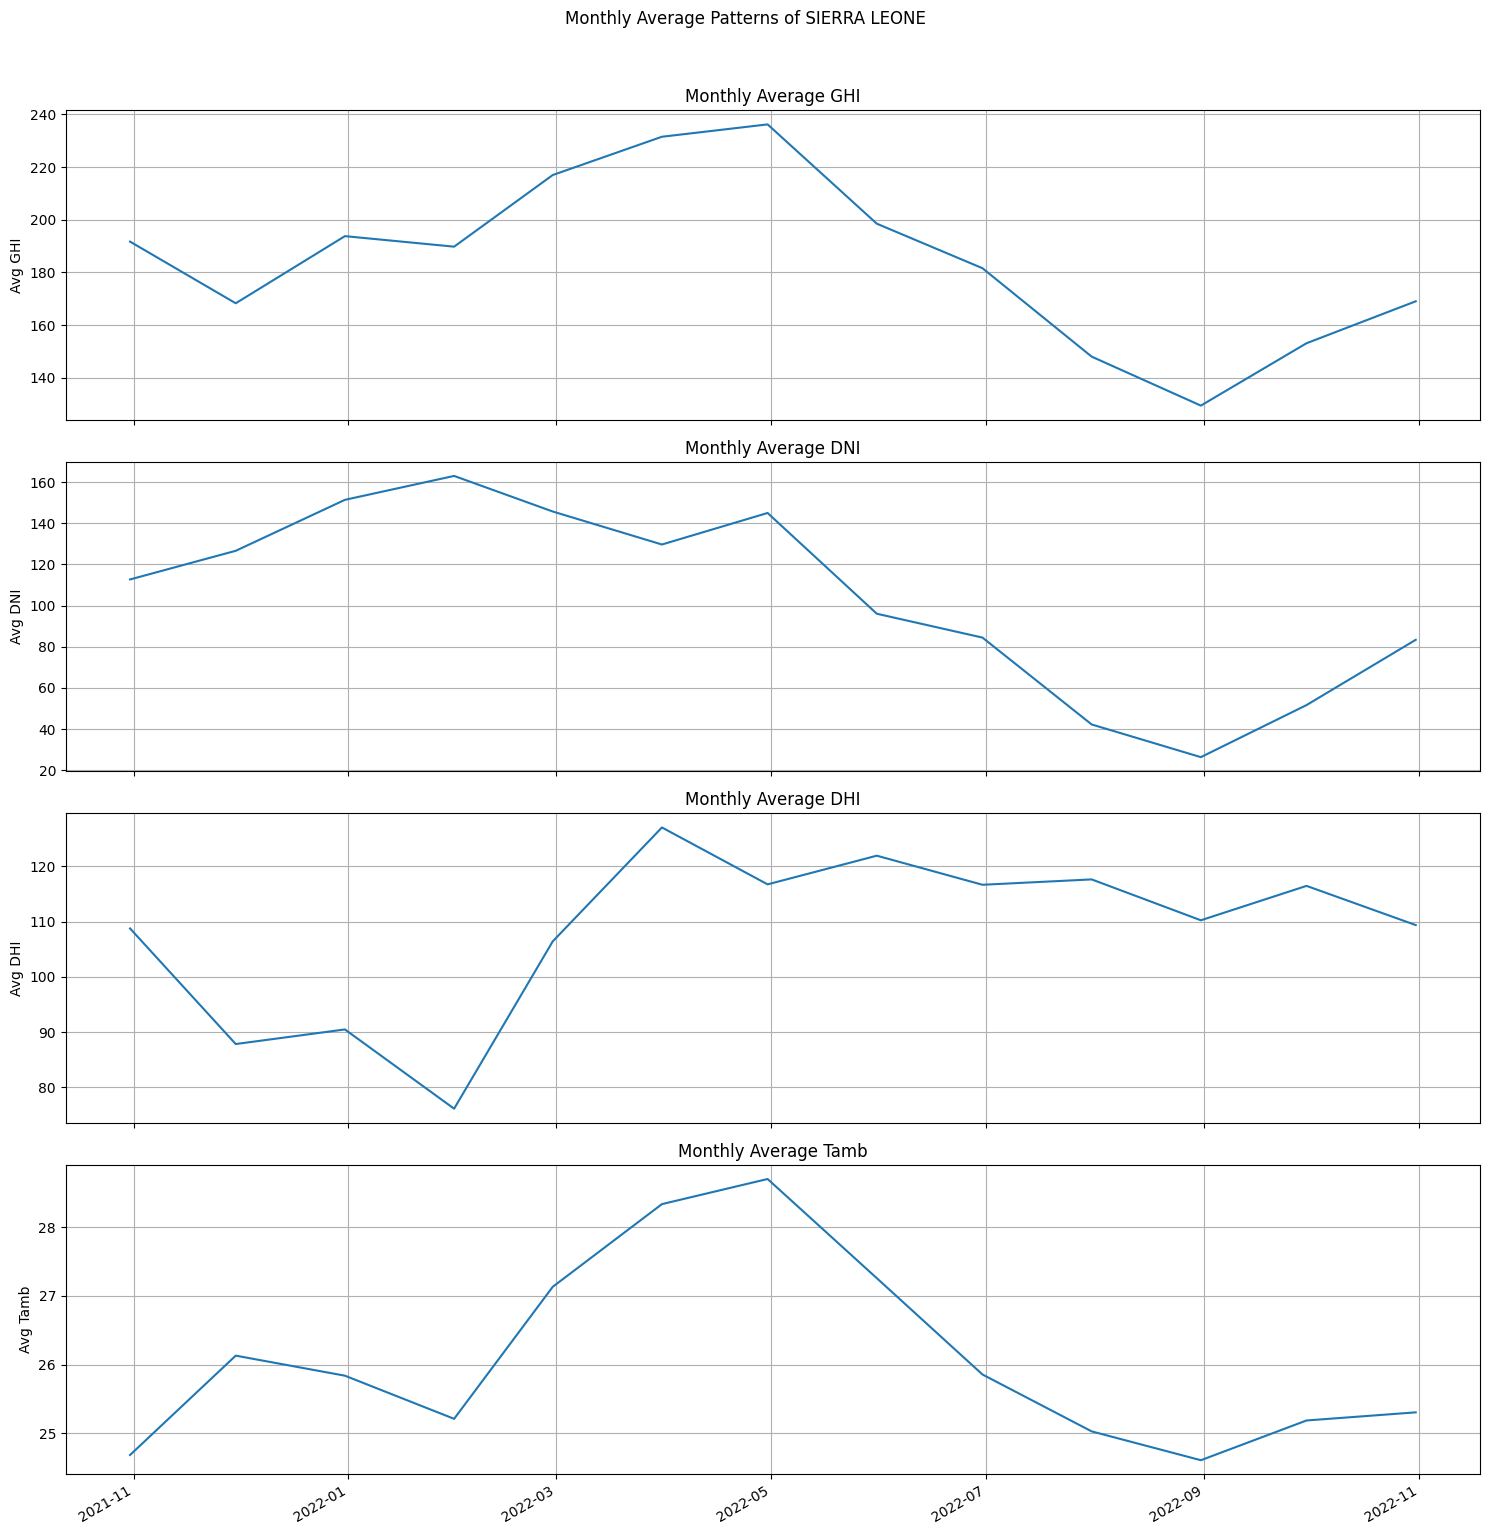 Monthly Average Patterns of SIERRA LEONE
Monthly Average GHI
240
220
200
180
160
140
Avg GHI
Monthly Average DNI
160
140
120
100
80
60
40
20
Avg DNI
Monthly Average DHI
120
110
100
90
80
Avg DHI
Monthly Average Tamb
28
27
26
25
Avg Tamb
2021-11 2022-01 2022-03 2022-05 2022-07 2022-09 2022-11